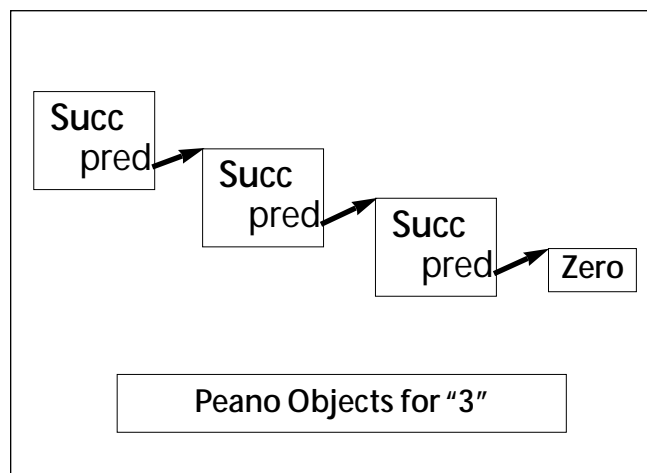 Succ
pred
Succ
pred
Succ
pred
Zero
Peano Objects for “3”